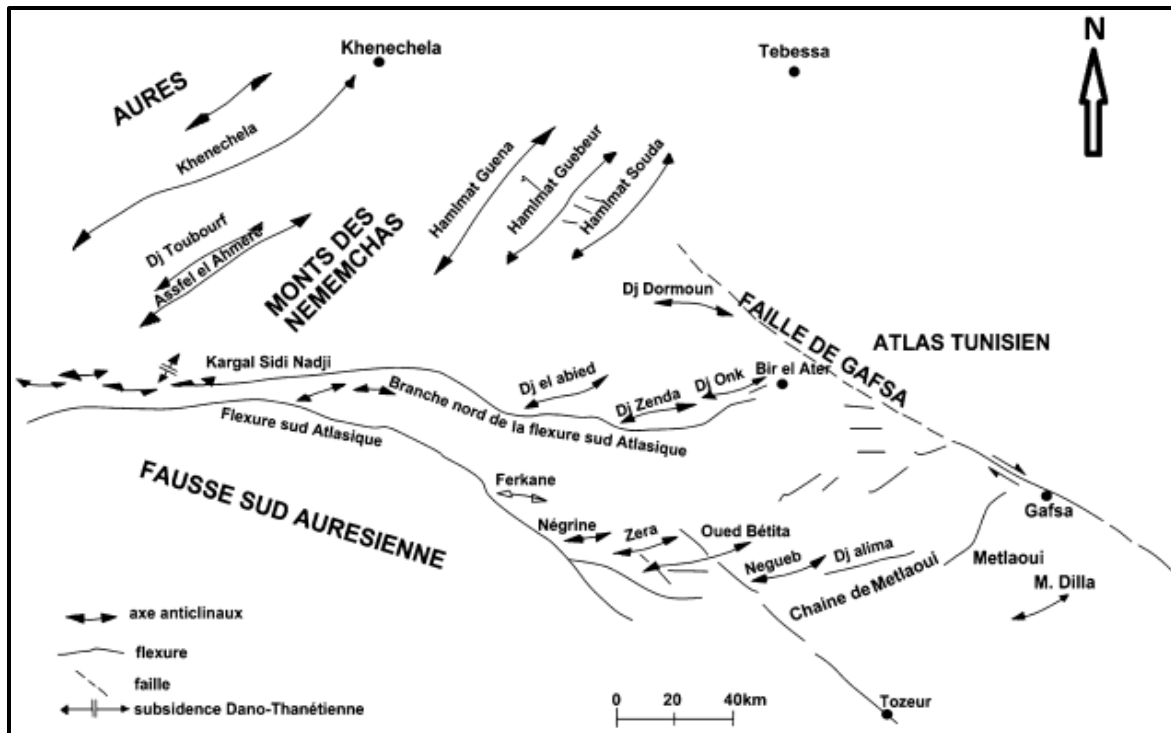 Khenechela
Tebessa
N
AURES
Khenechela
Hamlmat Guena
Hamlmat Guebeur
Hamlmat Souda
Dj Toubourf
Assfel el Ahmere
MONTS DES
NEMEMCHAS
Dj Dormoun
FAILLE DE GAFSA
ATLAS TUNISIEN
Kargal Sidi Nadji
Dj el abied
Dj Zenda
Dj Onk
Bir el Ater
Branche nord de la flexure sud Atlasique
Flexure sud Atlasique
FAUSSE SUD AURESIENNE
Ferkane
Négrine
Zera
Oued Bétita
Negueb
Dj alima
Gafsa
Chaine de Metlaoui
Metlaoui
M. Dilla
axe anticlinaux
flexure
faille
subsidence Dano-Thanétienne
0 20 40km
Tozeur